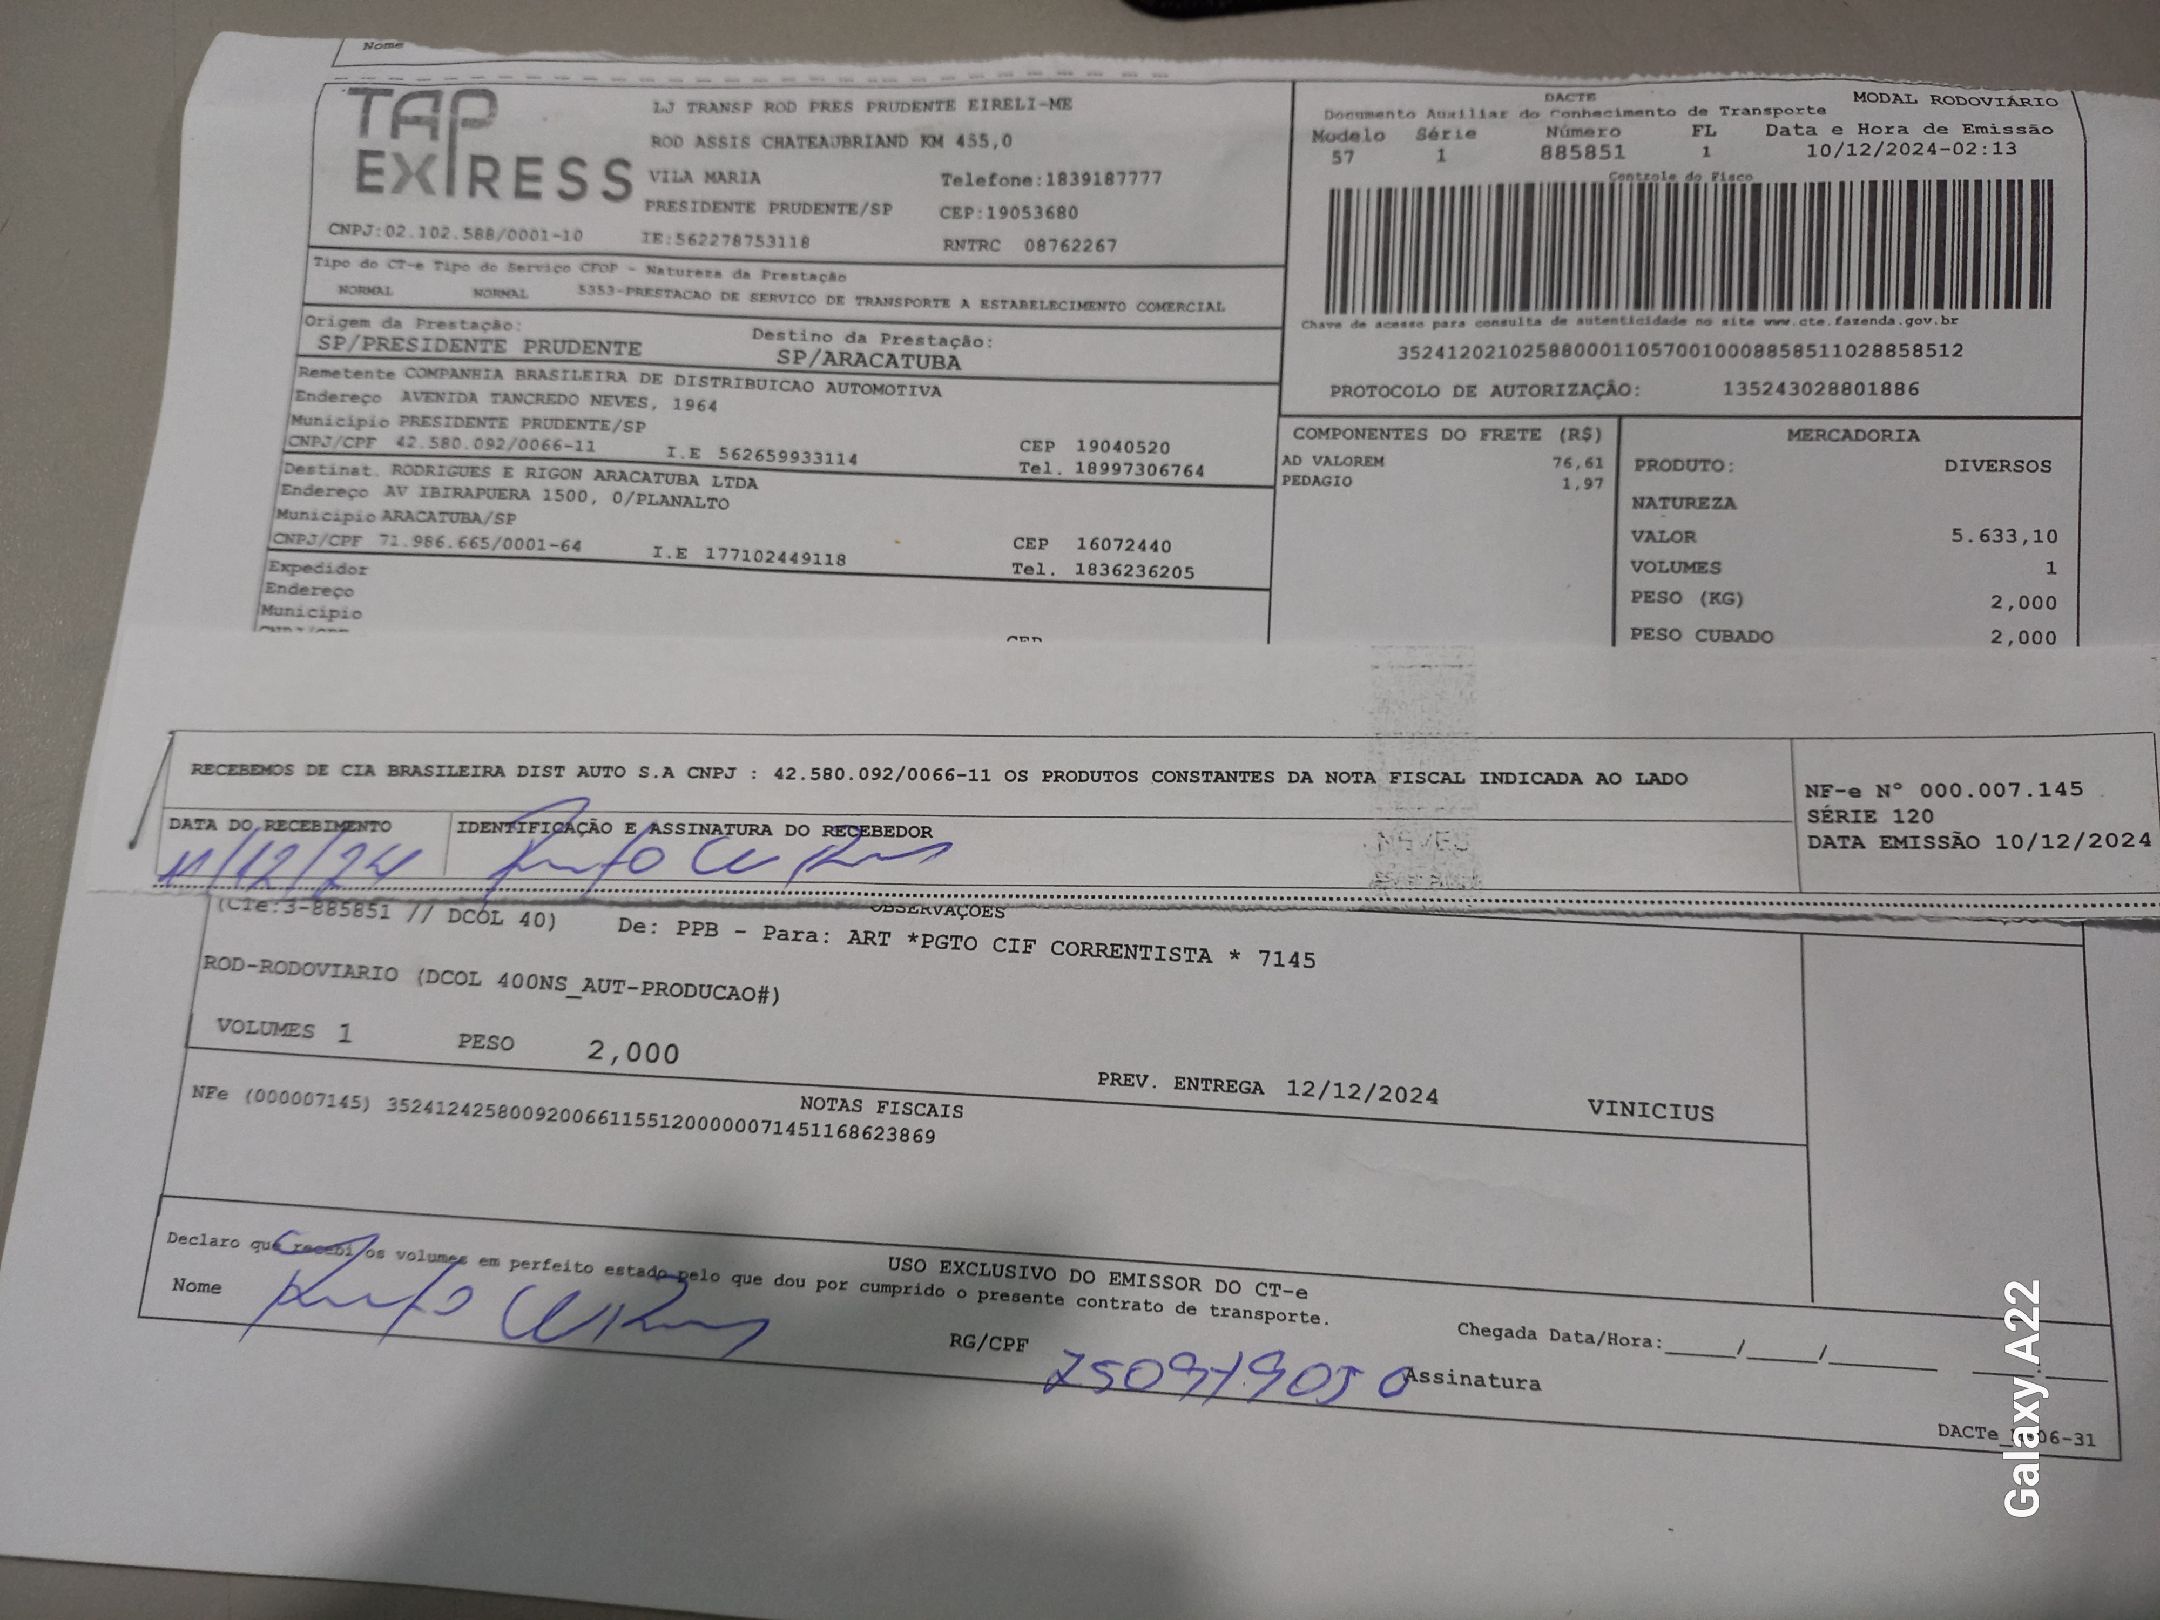 Nome
TAP EXPRESS
LJ TRANSP ROD PRES PRUDENTE EIRELI-ME
ROD ASSIS CHATEAUBRIAND KM 455,0
VILA MARIA Telefone:1839187777
PRESIDENTE PRUDENTE/SP CEP:19053680
CNPJ:02.102.588/0001-10 IE:562278753118 RNTRC 08762267
DACTE MODAL RODOVIÁRIO
Documento Auxiliar do Conhecimento de Transporte
Modelo Série Número FL Data e Hora de Emissão
57 1 885851 1 10/12/2024-02:13
Controle do Fisco
Chave de acesso para consulta de autenticidade no site www.cte.fazenda.gov.br
35241202102588000110570010008858511028858512
PROTOCOLO DE AUTORIZAÇÃO: 135243028801886
Tipo do CT-e Tipo do Serviço CFOP - Natureza da Prestação
NORMAL NORMAL 5353-PRESTACAO DE SERVICO DE TRANSPORTE A ESTABELECIMENTO COMERCIAL
Origem da Prestação: Destino da Prestação:
SP/PRESIDENTE PRUDENTE SP/ARACATUBA
Remetente COMPANHIA BRASILEIRA DE DISTRIBUICAO AUTOMOTIVA
Endereço AVENIDA TANCREDO NEVES, 1964
Município PRESIDENTE PRUDENTE/SP CEP 19040520
CNPJ/CPF 42.580.092/0066-11 I.E 562659933114 Tel. 18997306764
Destinat. RODRIGUES E RIGON ARACATUBA LTDA
Endereço AV IBIRAPUERA 1500, 0/PLANALTO
Município ARACATUBA/SP CEP 16072440
CNPJ/CPF 71.986.665/0001-64 I.E 177102449118 Tel. 1836236205
Expedidor
Endereço
Município
CNPJ/CPF CEP
COMPONENTES DO FRETE (R$)
AD VALOREM 76,61
PEDAGIO 1,97
MERCADORIA
PRODUTO: DIVERSOS
NATUREZA
VALOR 5.633,10
VOLUMES 1
PESO (KG) 2,000
PESO CUBADO 2,000
RECEBEMOS DE CIA BRASILEIRA DIST AUTO S.A CNPJ : 42.580.092/0066-11 OS PRODUTOS CONSTANTES DA NOTA FISCAL INDICADA AO LADO
DATA DO RECEBIMENTO IDENTIFICAÇÃO E ASSINATURA DO RECEBEDOR
11/12/24
NF-e N° 000.007.145
SÉRIE 120
DATA EMISSÃO 10/12/2024
OBSERVAÇOES
(CTe:3-885851 // DCOL 40) De: PPB - Para: ART *PGTO CIF CORRENTISTA * 7145
ROD-RODOVIARIO (DCOL 400NS_AUT-PRODUCAO#)
VOLUMES 1 PESO 2,000
PREV. ENTREGA 12/12/2024 VINICIUS
NOTAS FISCAIS
NFe (000007145) 35241242580092006611551200000071451168623869
USO EXCLUSIVO DO EMISSOR DO CT-e
Declaro que recebi os volumes em perfeito estado pelo que dou por cumprido o presente contrato de transporte.
Nome RG/CPF Chegada Data/Hora:_____/_____/_______
Assinatura
06-31
Galaxy A22